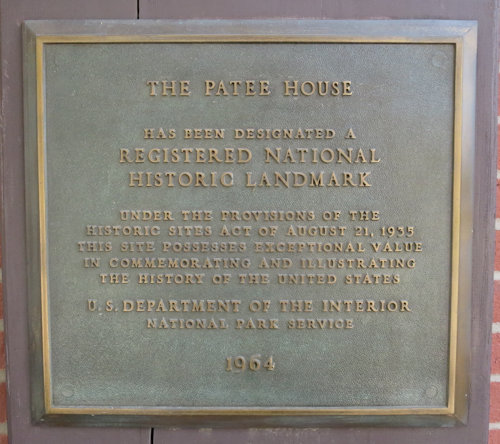 THE PATEE HOUSE
HAS BEEN DESIGNATED A
REGISTERED NATIONAL
HISTORIC LANDMARK
UNDER THE PROVISIONS OF THE
HISTORIC SITES ACT OF AUGUST 21, 1935
THIS SITE POSSESSES EXCEPTIONAL VALUE
IN COMMEMORATING AND ILLUSTRATING
THE HISTORY OF THE UNITED STATES
U. S. DEPARTMENT OF THE INTERIOR
NATIONAL PARK SERVICE
1964